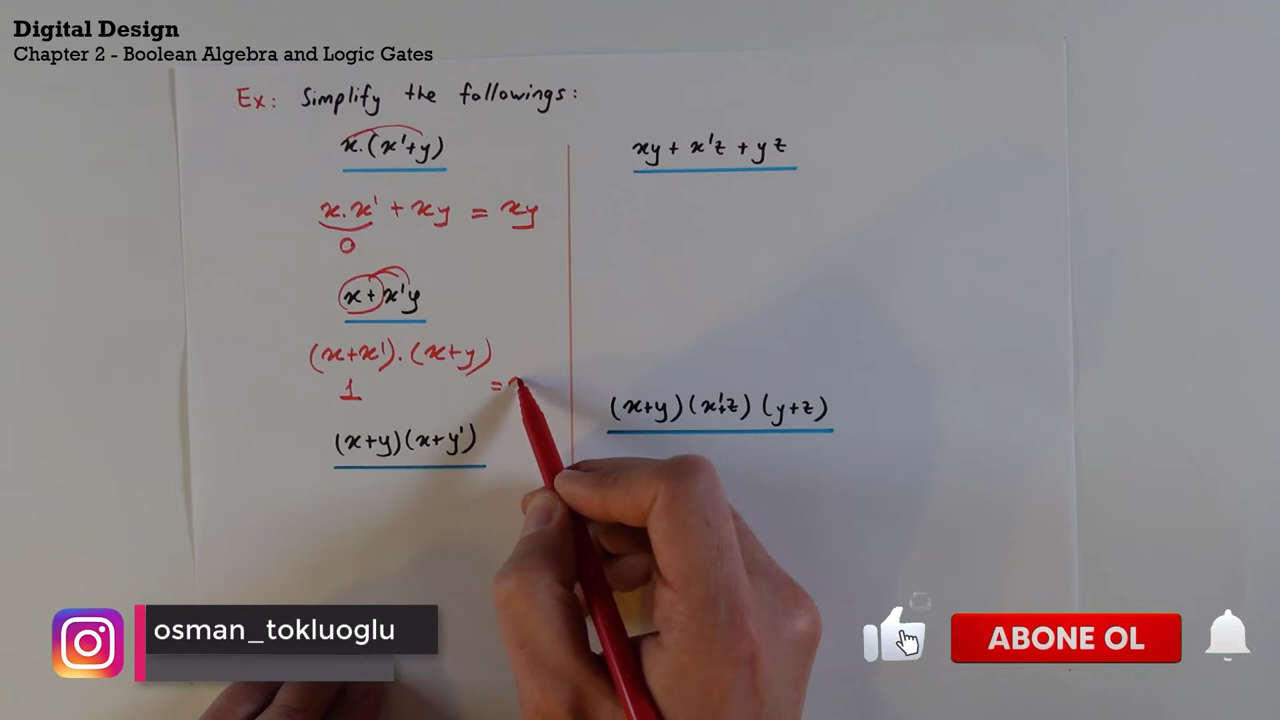 Digital Design
Chapter 2 - Boolean Algebra and Logic Gates
Ex: Simplify the followings:
x.(x'+y)
x.x' + xy = xy
0
x+x'y
(x+x').(x+y)
1 =
(x+y)(x+y')
xy + x'z + yz
(x+y)(x'+z)(y+z)
osman_tokluoglu
ABONE OL